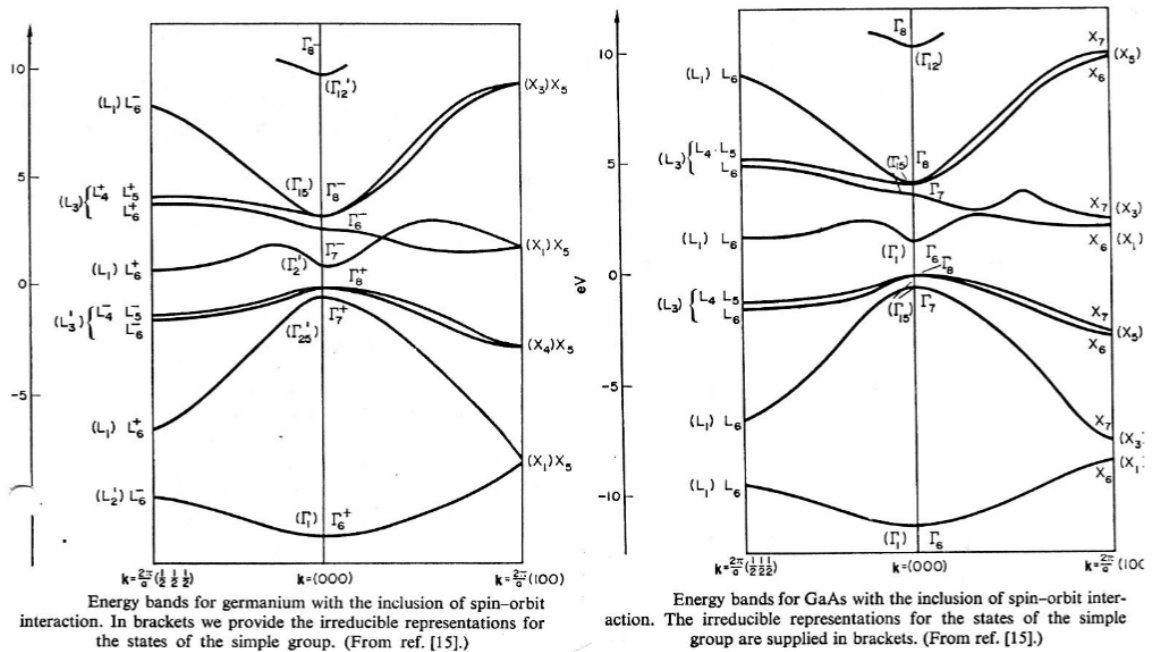 10
5
0
-5
(L₁) L₆⁻
(L₃) { L₄⁺ L₅⁺
L₆⁺
(L₁) L₆⁺
(L₃') { L₄⁻ L₅⁻
L₆⁻
(L₁) L₆⁺
(L₂') L₆⁻
Γ₈⁻
(Γ₁₂')
(Γ₁₅) Γ₈⁻
Γ₆⁻
Γ₇⁻
(Γ₂')
Γ₈⁺
Γ₇⁺
(Γ₂₅')
(Γ₁) Γ₆⁺
(X₃)X₅
(X₁)X₅
(X₄)X₅
(X₁)X₅
k=2π/a(½ ½ ½)
k=(000)
k=2π/a(100)
Energy bands for germanium with the inclusion of spin–orbit
interaction. In brackets we provide the irreducible representations for
the states of the simple group. (From ref. [15].)
10
5
0
-5
-10
eV
(L₁) L₆
(L₃) { L₄ L₅
L₆
(L₁) L₆
(L₃) { L₄ L₅
L₆
(L₁) L₆
(L₁) L₆
Γ₈
(Γ₁₂)
(Γ₁₅) Γ₈
Γ₇
(Γ₁) Γ₆
Γ₈
(Γ₁₅) Γ₇
(Γ₁) Γ₆
X₇
(X₅)
X₆
X₇ (X₃)
X₆ (X₁)
X₇
(X₅)
X₆
X₇ (X₃
X₆ (X₁
k=2π/a(½ ½ ½)
k=(000)
k=2π/a(100
Energy bands for GaAs with the inclusion of spin–orbit inter-
action. The irreducible representations for the states of the simple
group are supplied in brackets. (From ref. [15].)